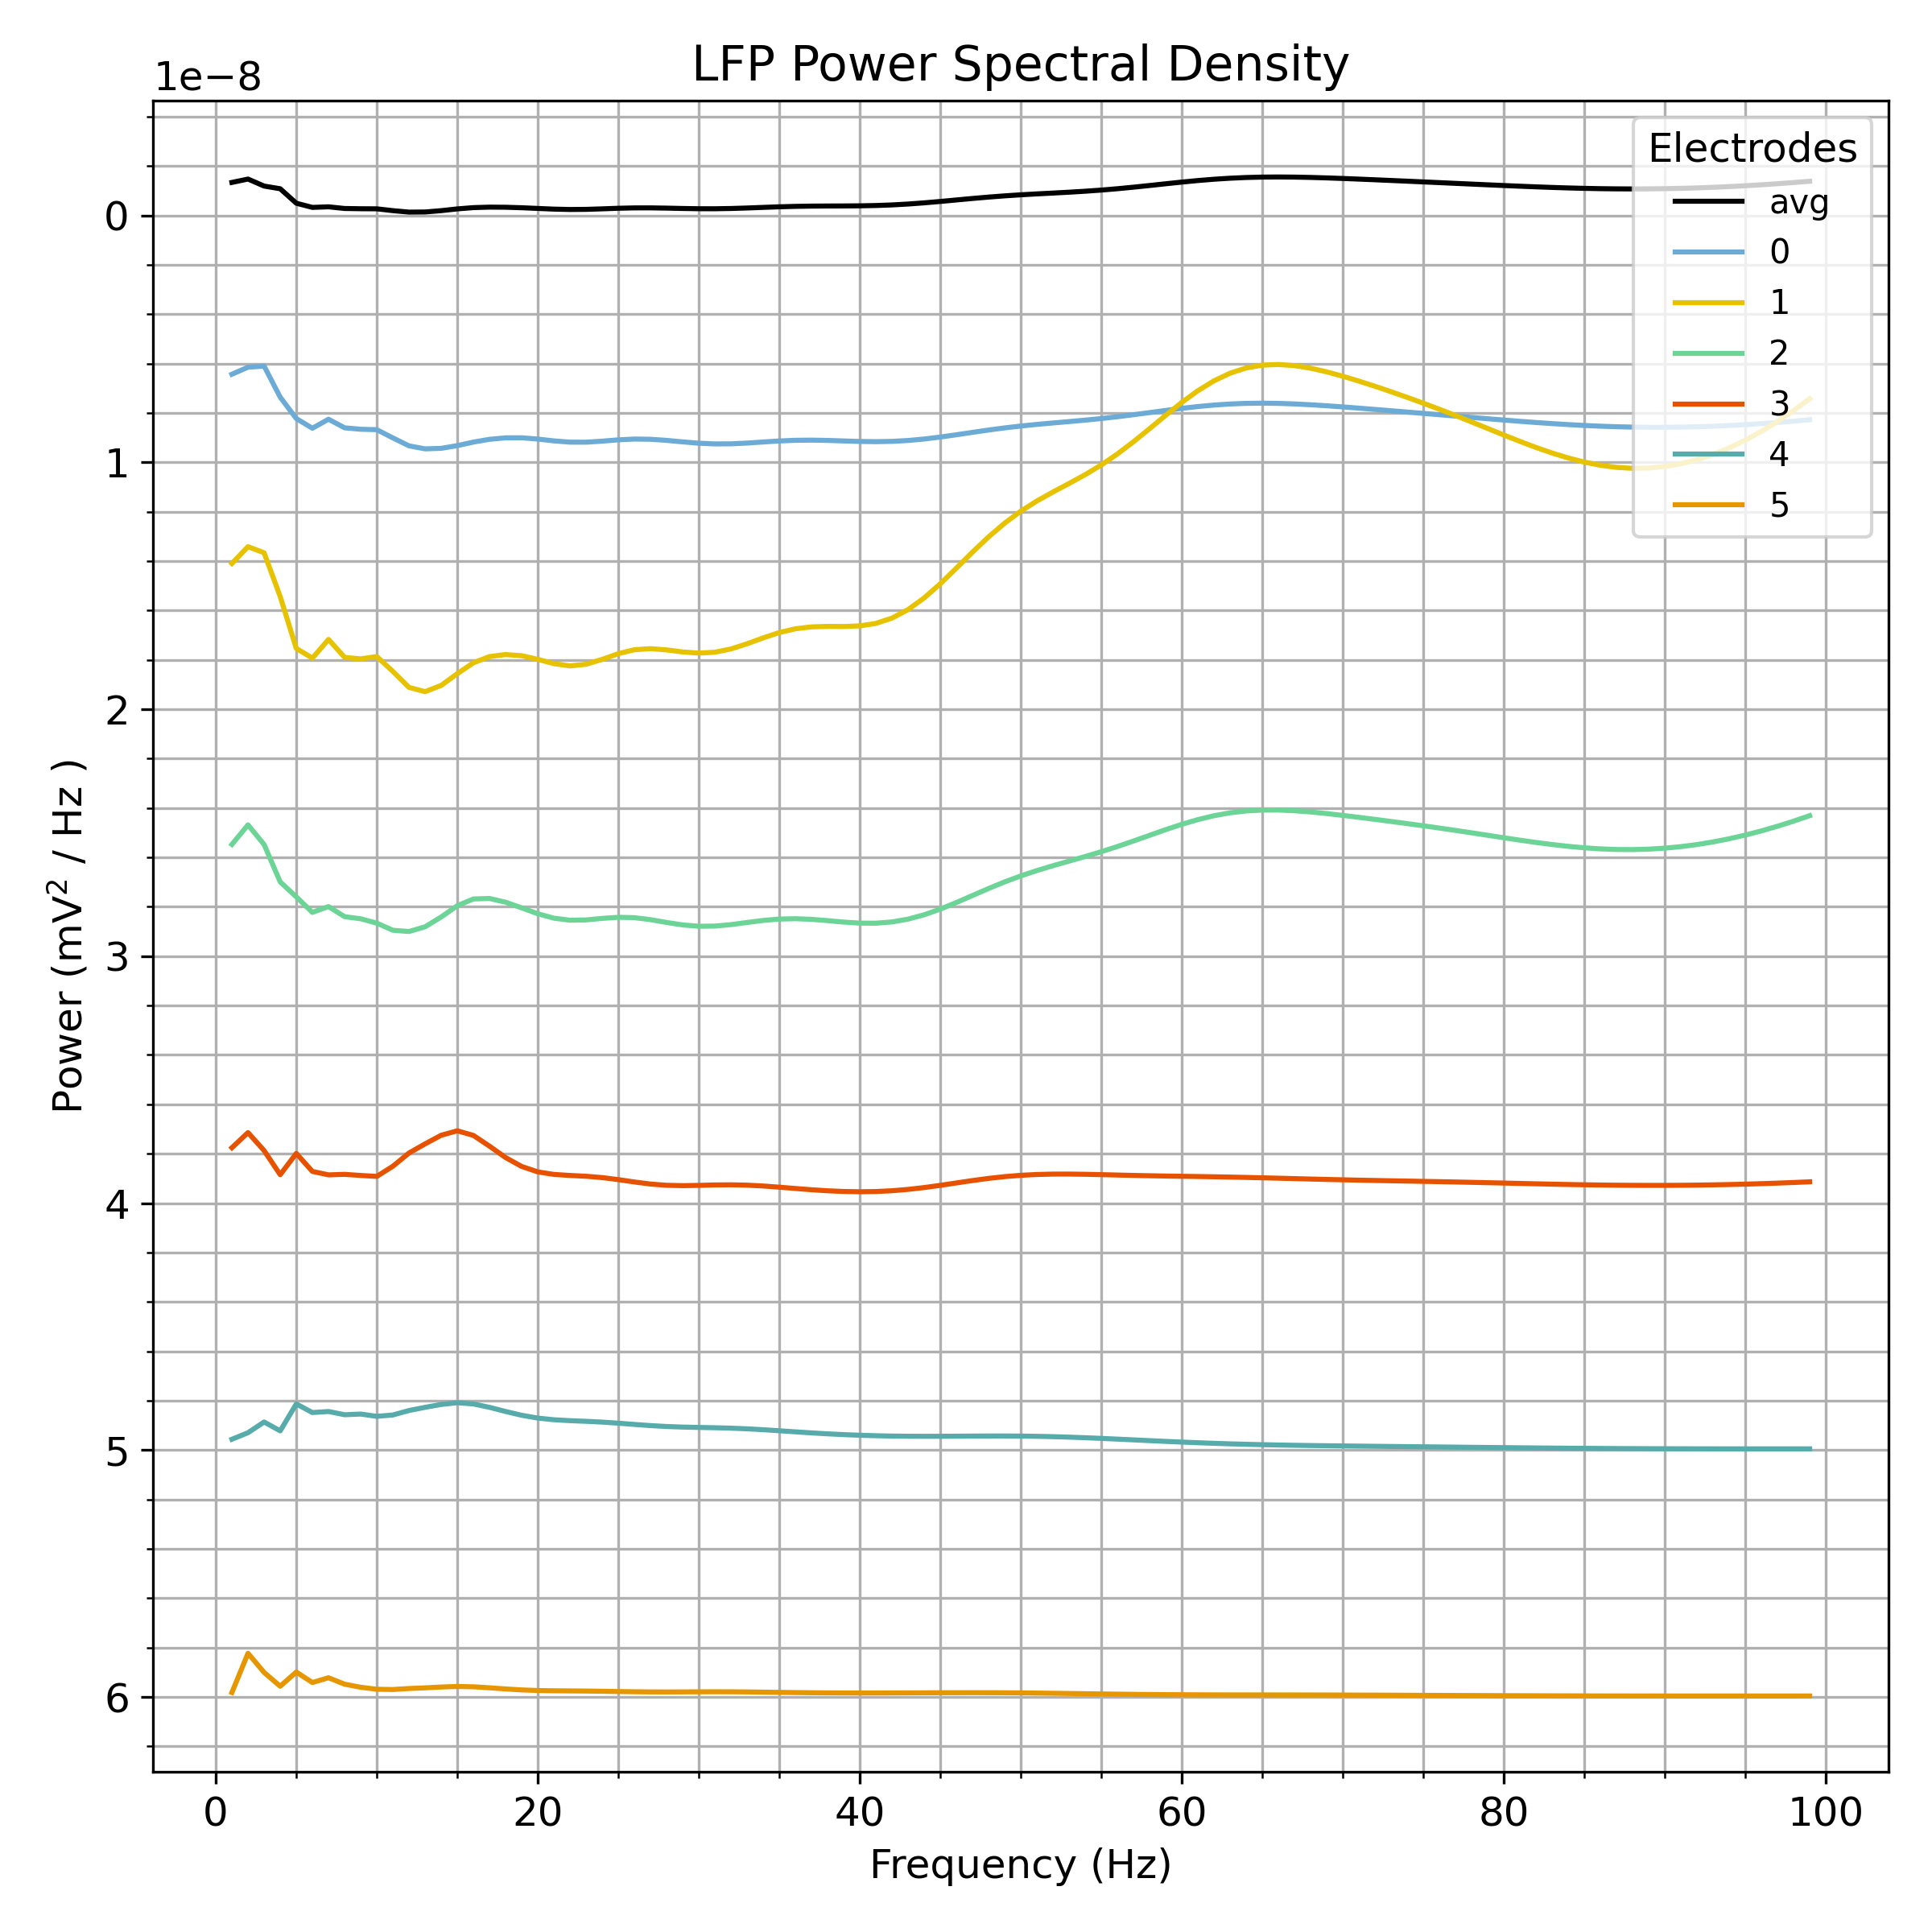 LFP Power Spectral Density
1e−8
Electrodes
avg
0
1
2
3
4
5
0
1
2
3
4
5
6
Power (mV² / Hz )
0 20 40 60 80 100
Frequency (Hz)